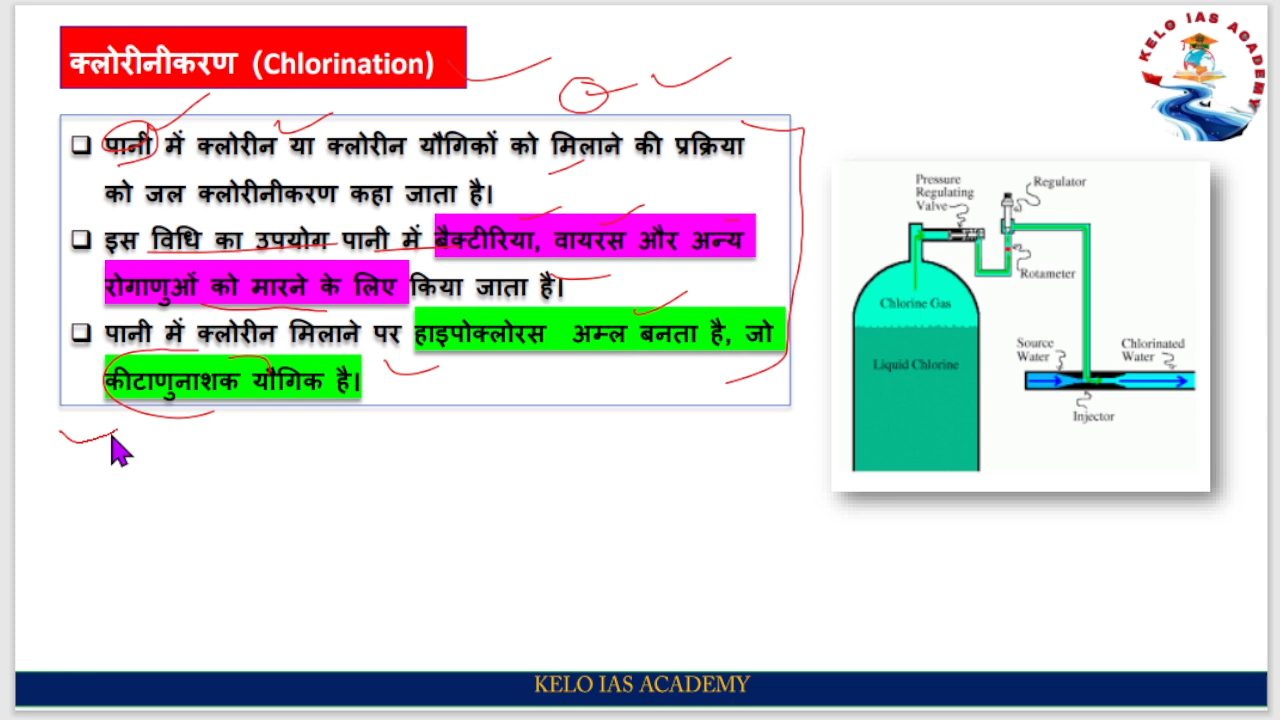 क्लोरीनीकरण (Chlorination)
KELO IAS ACADEMY
❑ पानी में क्लोरीन या क्लोरीन यौगिकों को मिलाने की प्रक्रिया
को जल क्लोरीनीकरण कहा जाता है।
❑ इस विधि का उपयोग पानी में बैक्टीरिया, वायरस और अन्य
रोगाणुओं को मारने के लिए किया जाता है।
❑ पानी में क्लोरीन मिलाने पर हाइपोक्लोरस अम्ल बनता है, जो
कीटाणुनाशक यौगिक है।
Pressure
Regulating
Valve
Regulator
Rotameter
Chlorine Gas
Liquid Chlorine
Source
Water
Chlorinated
Water
Injector
KELO IAS ACADEMY